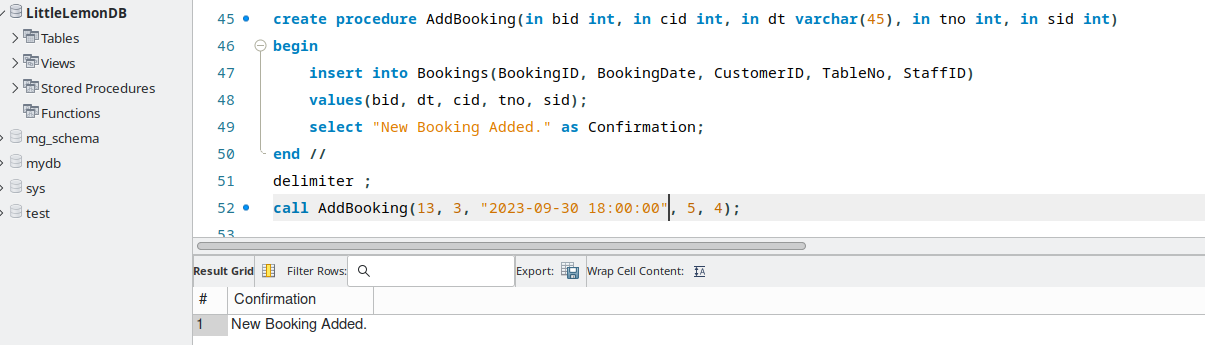 LittleLemonDB
Tables
Views
Stored Procedures
Functions
mg_schema
mydb
sys
test
45 create procedure AddBooking(in bid int, in cid int, in dt varchar(45), in tno int, in sid int)
46 begin
47 insert into Bookings(BookingID, BookingDate, CustomerID, TableNo, StaffID)
48 values(bid, dt, cid, tno, sid);
49 select "New Booking Added." as Confirmation;
50 end //
51 delimiter ;
52 call AddBooking(13, 3, "2023-09-30 18:00:00", 5, 4);
53
Result Grid Filter Rows: Export: Wrap Cell Content:
# Confirmation
1 New Booking Added.